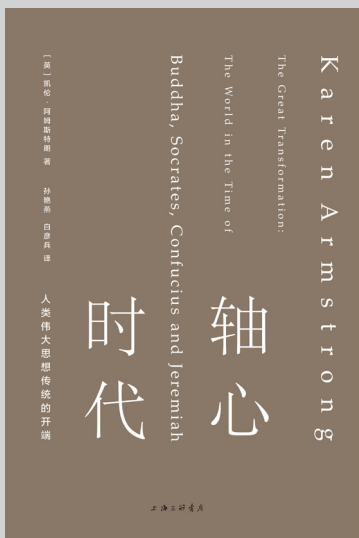 Karen Armstrong
The Great Transformation:
The World in the Time of
Buddha, Socrates, Confucius and Jeremiah
轴心
时代
人类伟大思想传统的开端
［英］凯伦·阿姆斯特朗 著
孙艳燕 白彦兵 译
上海三联书店